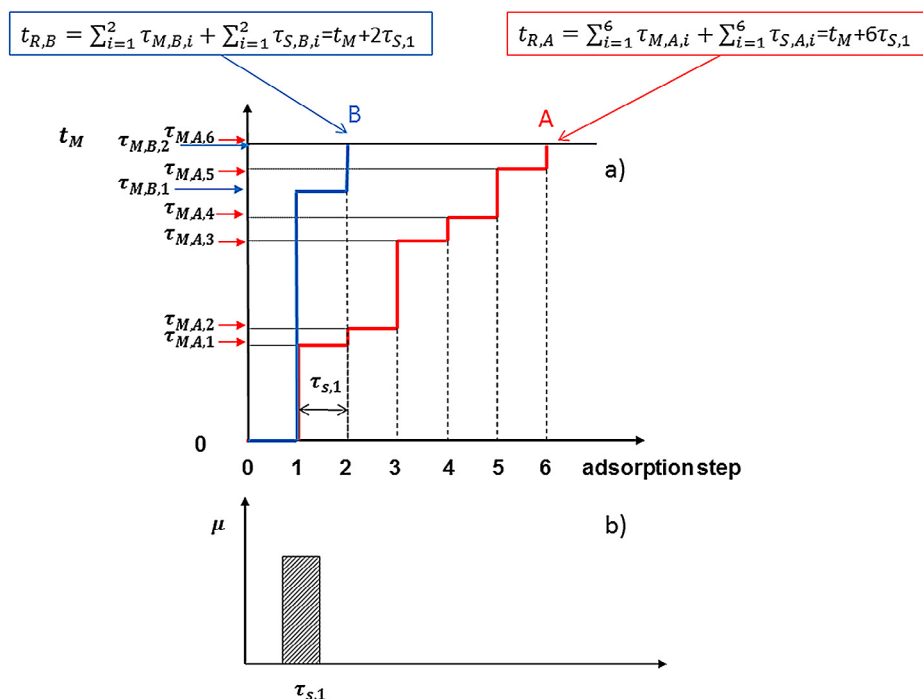 t_{R,B} = ∑_{i=1}^{2} τ_{M,B,i} + ∑_{i=1}^{2} τ_{S,B,i}=t_M+2τ_{S,1}
t_{R,A} = ∑_{i=1}^{6} τ_{M,A,i} + ∑_{i=1}^{6} τ_{S,A,i}=t_M+6τ_{S,1}
B
A
t_M
τ_{M,A,6}
τ_{M,B,2}
τ_{M,A,5}
a)
τ_{M,B,1}
τ_{M,A,4}
τ_{M,A,3}
τ_{M,A,2}
τ_{M,A,1}
τ_{s,1}
0
0 1 2 3 4 5 6 adsorption step
μ
b)
τ_{s,1}